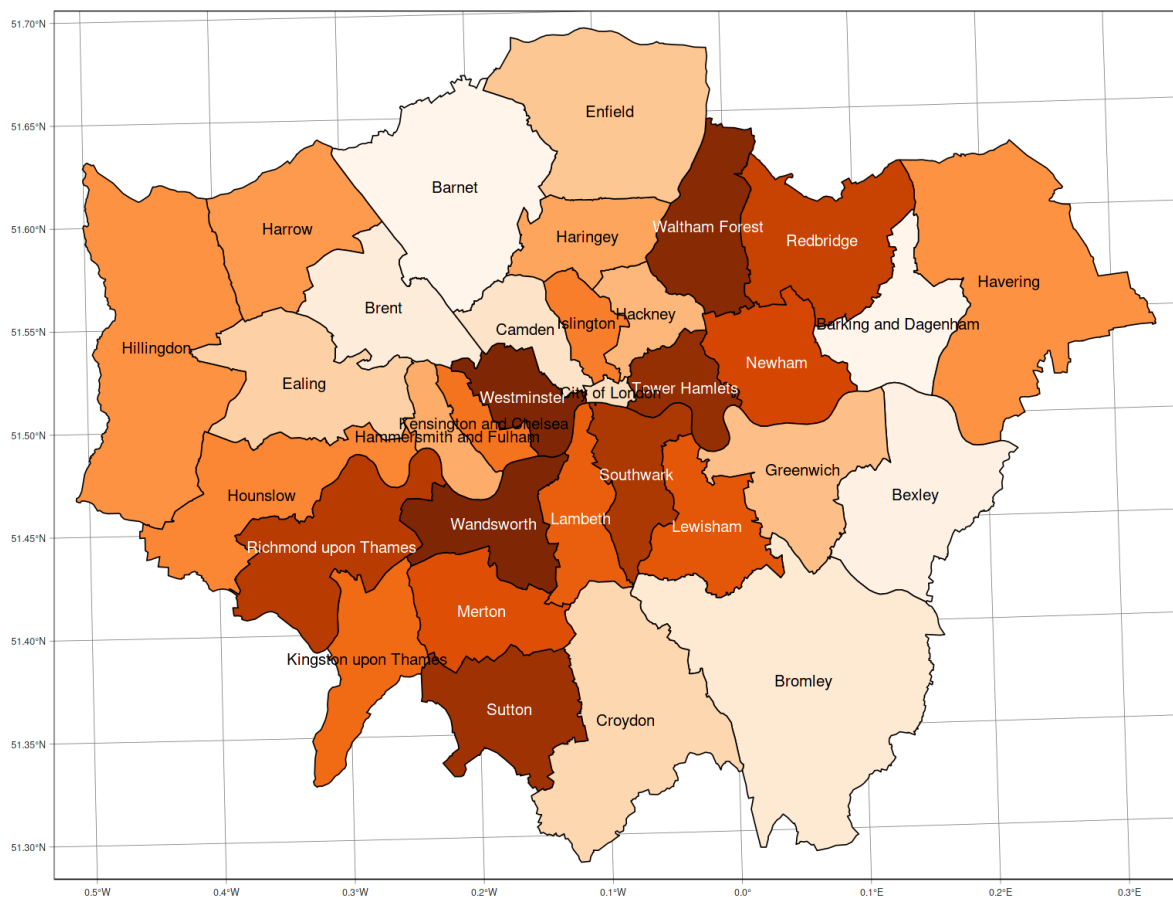 51.70°N
Enfield
51.65°N
Barnet
Waltham Forest
Harrow
Haringey
Redbridge
51.60°N
Havering
Brent
Hackney
Islington
Camden
Barking and Dagenham
51.55°N
Hillingdon
Newham
Ealing
Tower Hamlets
City of London
Westminster
Kensington and Chelsea
Hammersmith and Fulham
51.50°N
Greenwich
Southwark
Hounslow
Bexley
Lambeth
Wandsworth
Lewisham
51.45°N
Richmond upon Thames
Merton
51.40°N
Kingston upon Thames
Bromley
Sutton
Croydon
51.35°N
51.30°N
0.5°W 0.4°W 0.3°W 0.2°W 0.1°W 0.0° 0.1°E 0.2°E 0.3°E